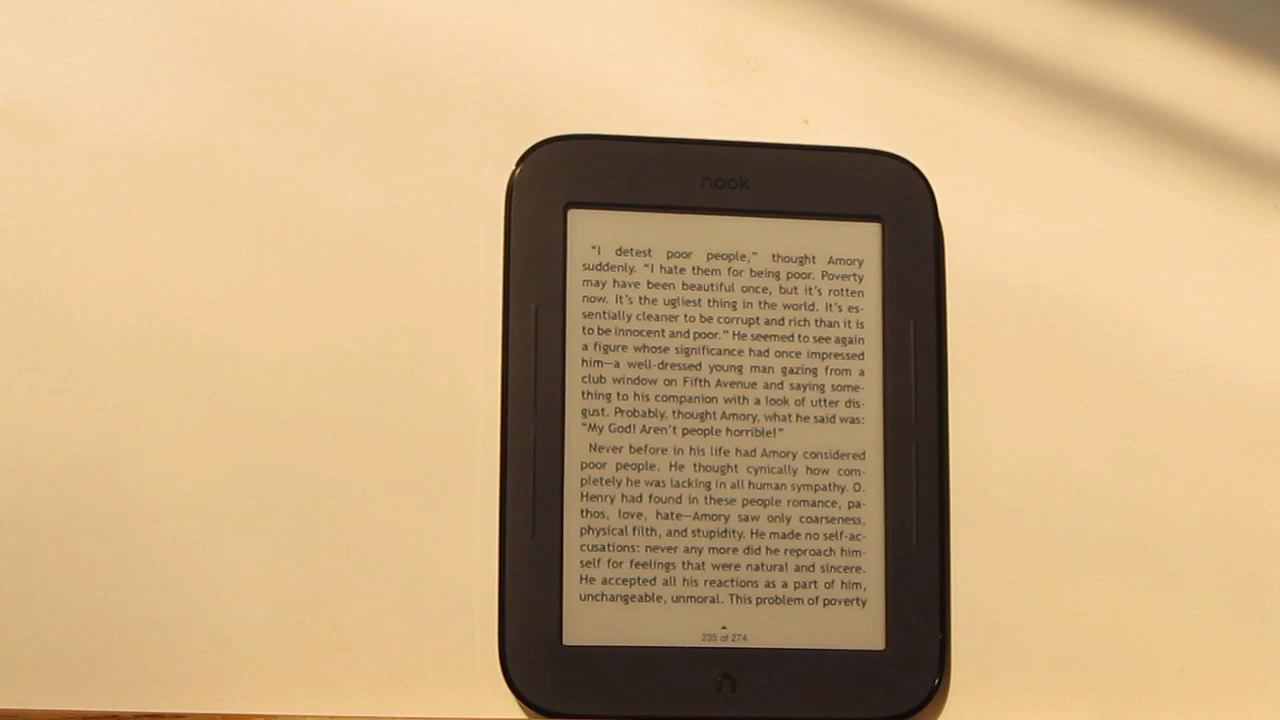 nook
“I detest poor people,” thought Amory
suddenly. “I hate them for being poor. Poverty
may have been beautiful once, but it’s rotten
now. It’s the ugliest thing in the world. It’s es-
sentially cleaner to be corrupt and rich than it is
to be innocent and poor.” He seemed to see again
a figure whose significance had once impressed
him—a well-dressed young man gazing from a
club window on Fifth Avenue and saying some-
thing to his companion with a look of utter dis-
gust. Probably, thought Amory, what he said was:
“My God! Aren’t people horrible!”
Never before in his life had Amory considered
poor people. He thought cynically how com-
pletely he was lacking in all human sympathy. O.
Henry had found in these people romance, pa-
thos, love, hate—Amory saw only coarseness,
physical filth, and stupidity. He made no self-ac-
cusations: never any more did he reproach him-
self for feelings that were natural and sincere.
He accepted all his reactions as a part of him,
unchangeable, unmoral. This problem of poverty
235 of 274